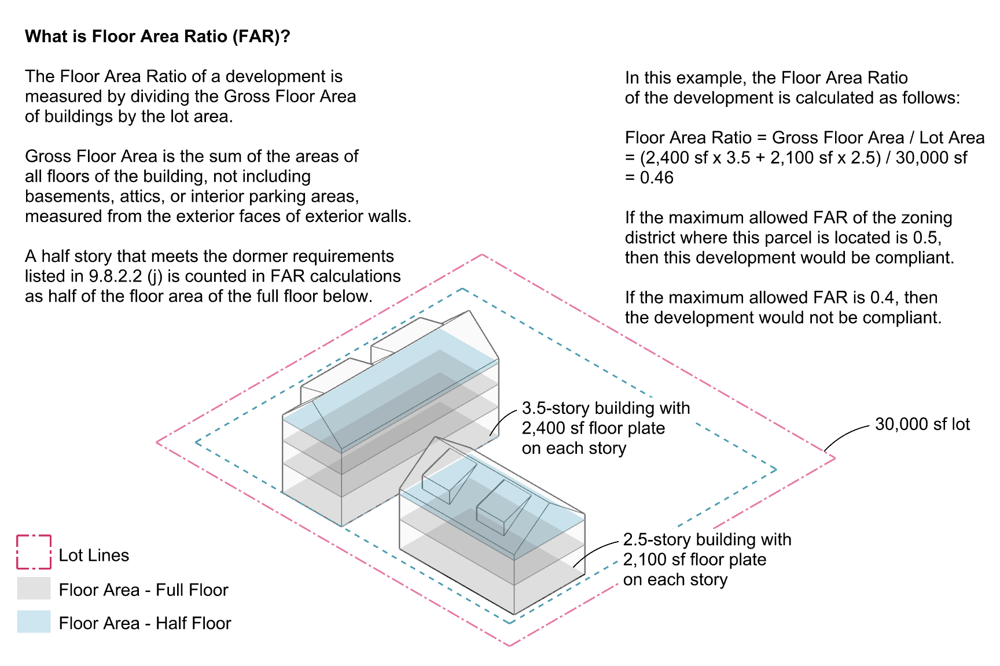 What is Floor Area Ratio (FAR)?
The Floor Area Ratio of a development is
measured by dividing the Gross Floor Area
of buildings by the lot area.
Gross Floor Area is the sum of the areas of
all floors of the building, not including
basements, attics, or interior parking areas,
measured from the exterior faces of exterior walls.
A half story that meets the dormer requirements
listed in 9.8.2.2 (j) is counted in FAR calculations
as half of the floor area of the full floor below.
In this example, the Floor Area Ratio
of the development is calculated as follows:
Floor Area Ratio = Gross Floor Area / Lot Area
= (2,400 sf x 3.5 + 2,100 sf x 2.5) / 30,000 sf
= 0.46
If the maximum allowed FAR of the zoning
district where this parcel is located is 0.5,
then this development would be compliant.
If the maximum allowed FAR is 0.4, then
the development would not be compliant.
3.5-story building with
2,400 sf floor plate
on each story
30,000 sf lot
2.5-story building with
2,100 sf floor plate
on each story
Lot Lines
Floor Area - Full Floor
Floor Area - Half Floor